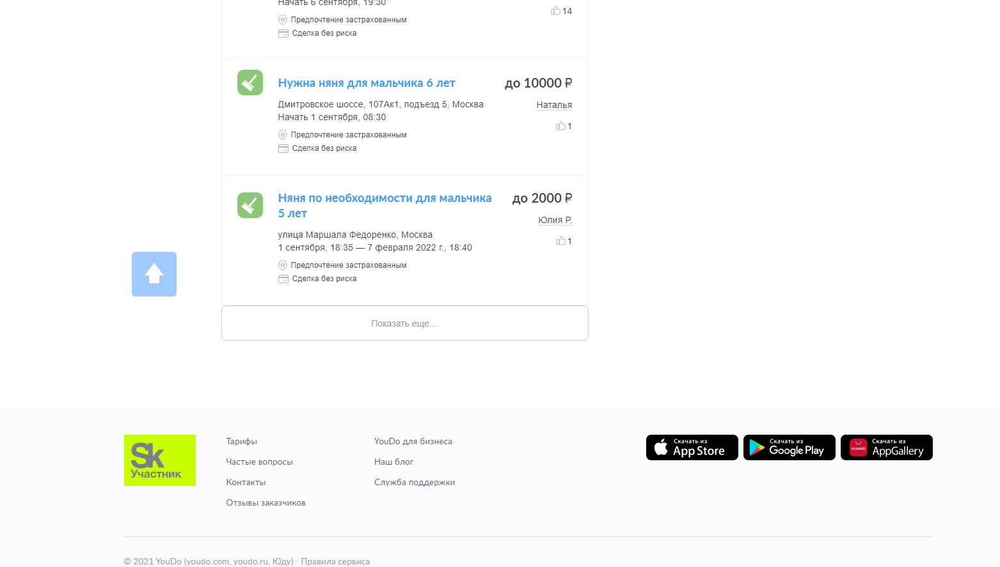 Начать 6 сентября, 19:30
14
Предпочтение застрахованным
Сделка без риска
Нужна няня для мальчика 6 лет
до 10000 ₽
Дмитровское шоссе, 107Ак1, подъезд 5, Москва
Наталья
Начать 1 сентября, 08:30
1
Предпочтение застрахованным
Сделка без риска
Няня по необходимости для мальчика
5 лет
до 2000 ₽
Юлия Р.
улица Маршала Федоренко, Москва
1 сентября, 18:35 — 7 февраля 2022 г., 18:40
1
Предпочтение застрахованным
Сделка без риска
Показать еще…
Sk
Участник
Тарифы
Частые вопросы
Контакты
Отзывы заказчиков
YouDo для бизнеса
Наш блог
Служба поддержки
Скачать из
App Store
Скачать из
Google Play
HUAWEI
Скачать из
AppGallery
© 2021 YouDo (youdo.com, youdo.ru, Юду) · Правила сервиса